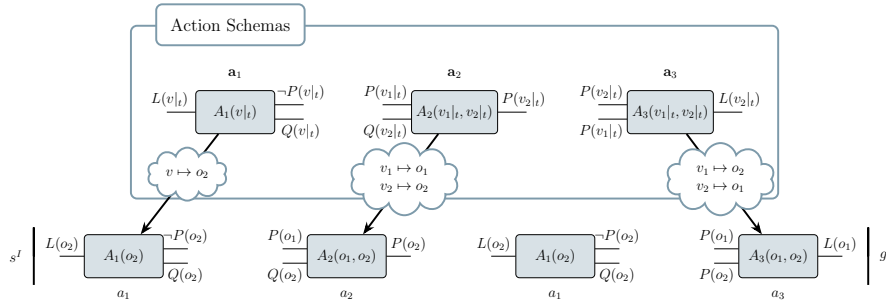 Action Schemas
𝐚₁
L(v|ₜ) A₁(v|ₜ) ¬P(v|ₜ) Q(v|ₜ)
𝐚₂
P(v₁|ₜ) Q(v₂|ₜ) A₂(v₁|ₜ, v₂|ₜ) P(v₂|ₜ)
𝐚₃
P(v₂|ₜ) P(v₁|ₜ) A₃(v₁|ₜ, v₂|ₜ) L(v₂|ₜ)
v ↦ o₂
v₁ ↦ o₁
v₂ ↦ o₂
v₁ ↦ o₂
v₂ ↦ o₁
sᴵ
L(o₂) A₁(o₂) ¬P(o₂) Q(o₂)
a₁
P(o₁) Q(o₂) A₂(o₁, o₂) P(o₂)
a₂
L(o₂) A₁(o₂) ¬P(o₂) Q(o₂)
a₁
P(o₁) P(o₂) A₃(o₁, o₂) L(o₁)
a₃
g